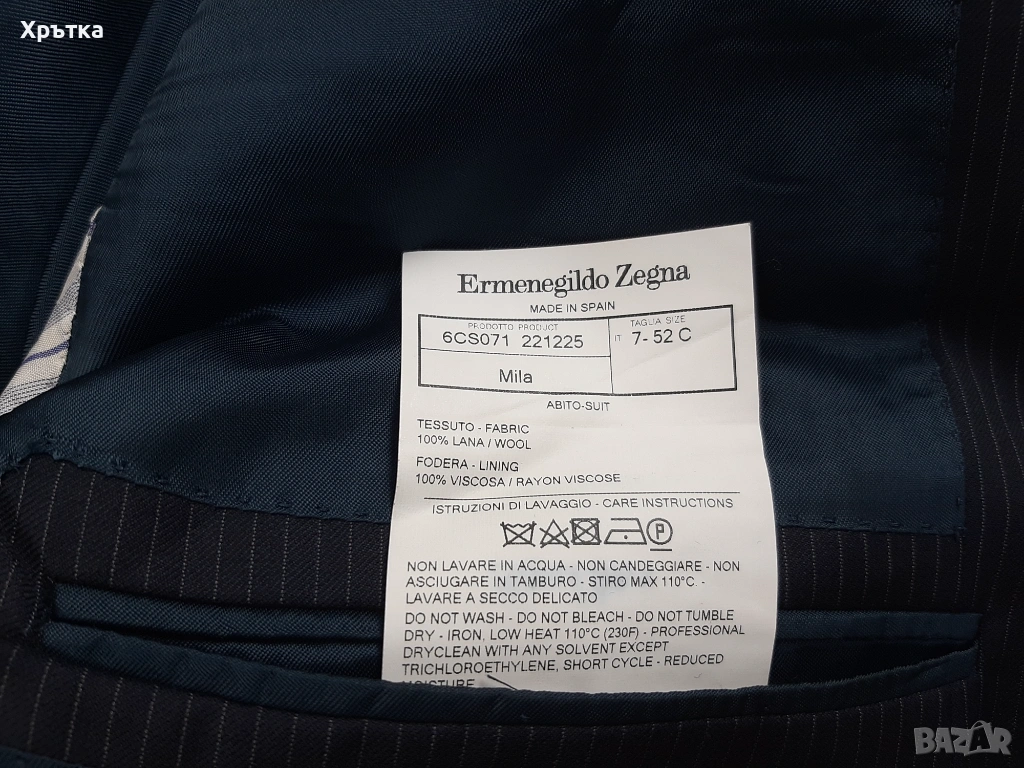 Хрътка
Ermenegildo Zegna
MADE IN SPAIN
PRODOTTO PRODUCT
6CS071 221225
Mila
TAGLIA SIZE
IT 7- 52 C
ABITO-SUIT
TESSUTO - FABRIC
100% LANA / WOOL
FODERA - LINING
100% VISCOSA / RAYON VISCOSE
ISTRUZIONI DI LAVAGGIO - CARE INSTRUCTIONS
P
NON LAVARE IN ACQUA - NON CANDEGGIARE - NON
ASCIUGARE IN TAMBURO - STIRO MAX 110°C. -
LAVARE A SECCO DELICATO
DO NOT WASH - DO NOT BLEACH - DO NOT TUMBLE
DRY - IRON, LOW HEAT 110°C (230F) - PROFESSIONAL
DRYCLEAN WITH ANY SOLVENT EXCEPT
TRICHLOROETHYLENE, SHORT CYCLE - REDUCED
MOISTURE
BAZAR